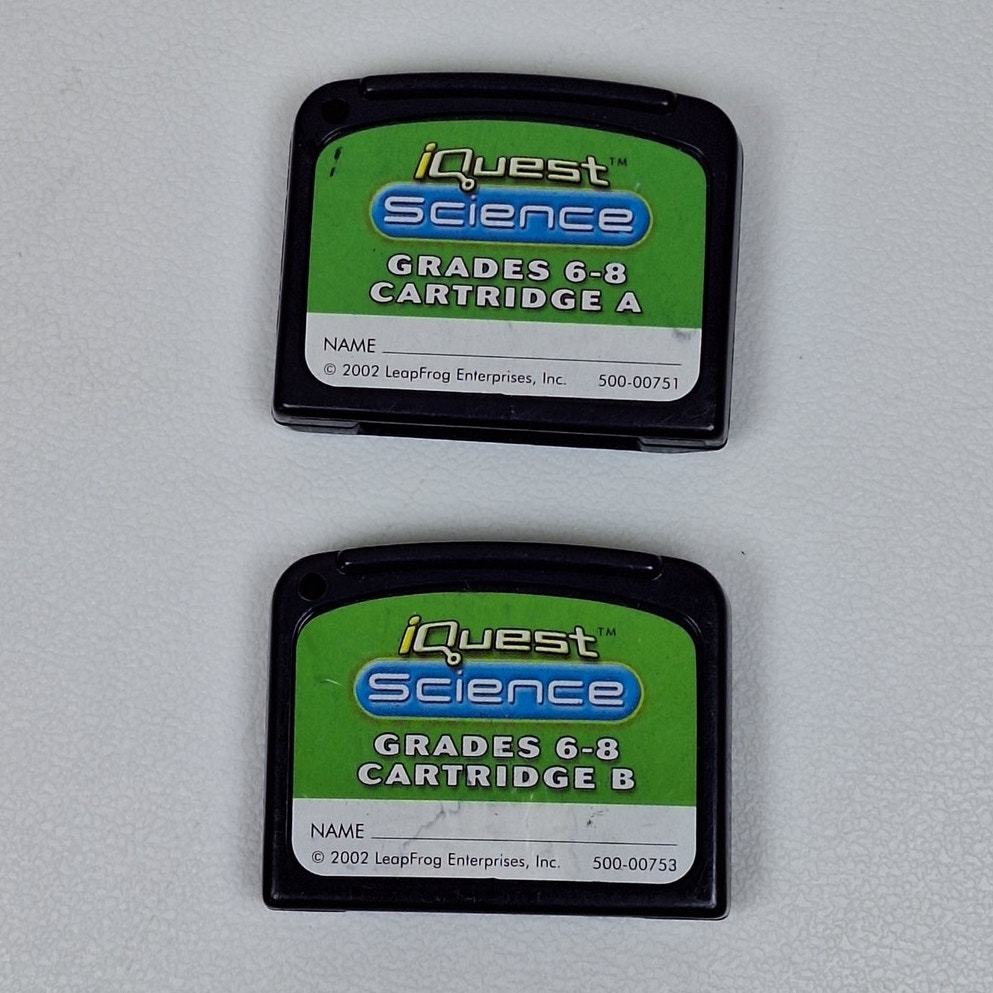 iQuest™
Science
GRADES 6-8
CARTRIDGE A
NAME
© 2002 LeapFrog Enterprises, Inc. 500-00751
iQuest™
Science
GRADES 6-8
CARTRIDGE B
NAME
© 2002 LeapFrog Enterprises, Inc. 500-00753